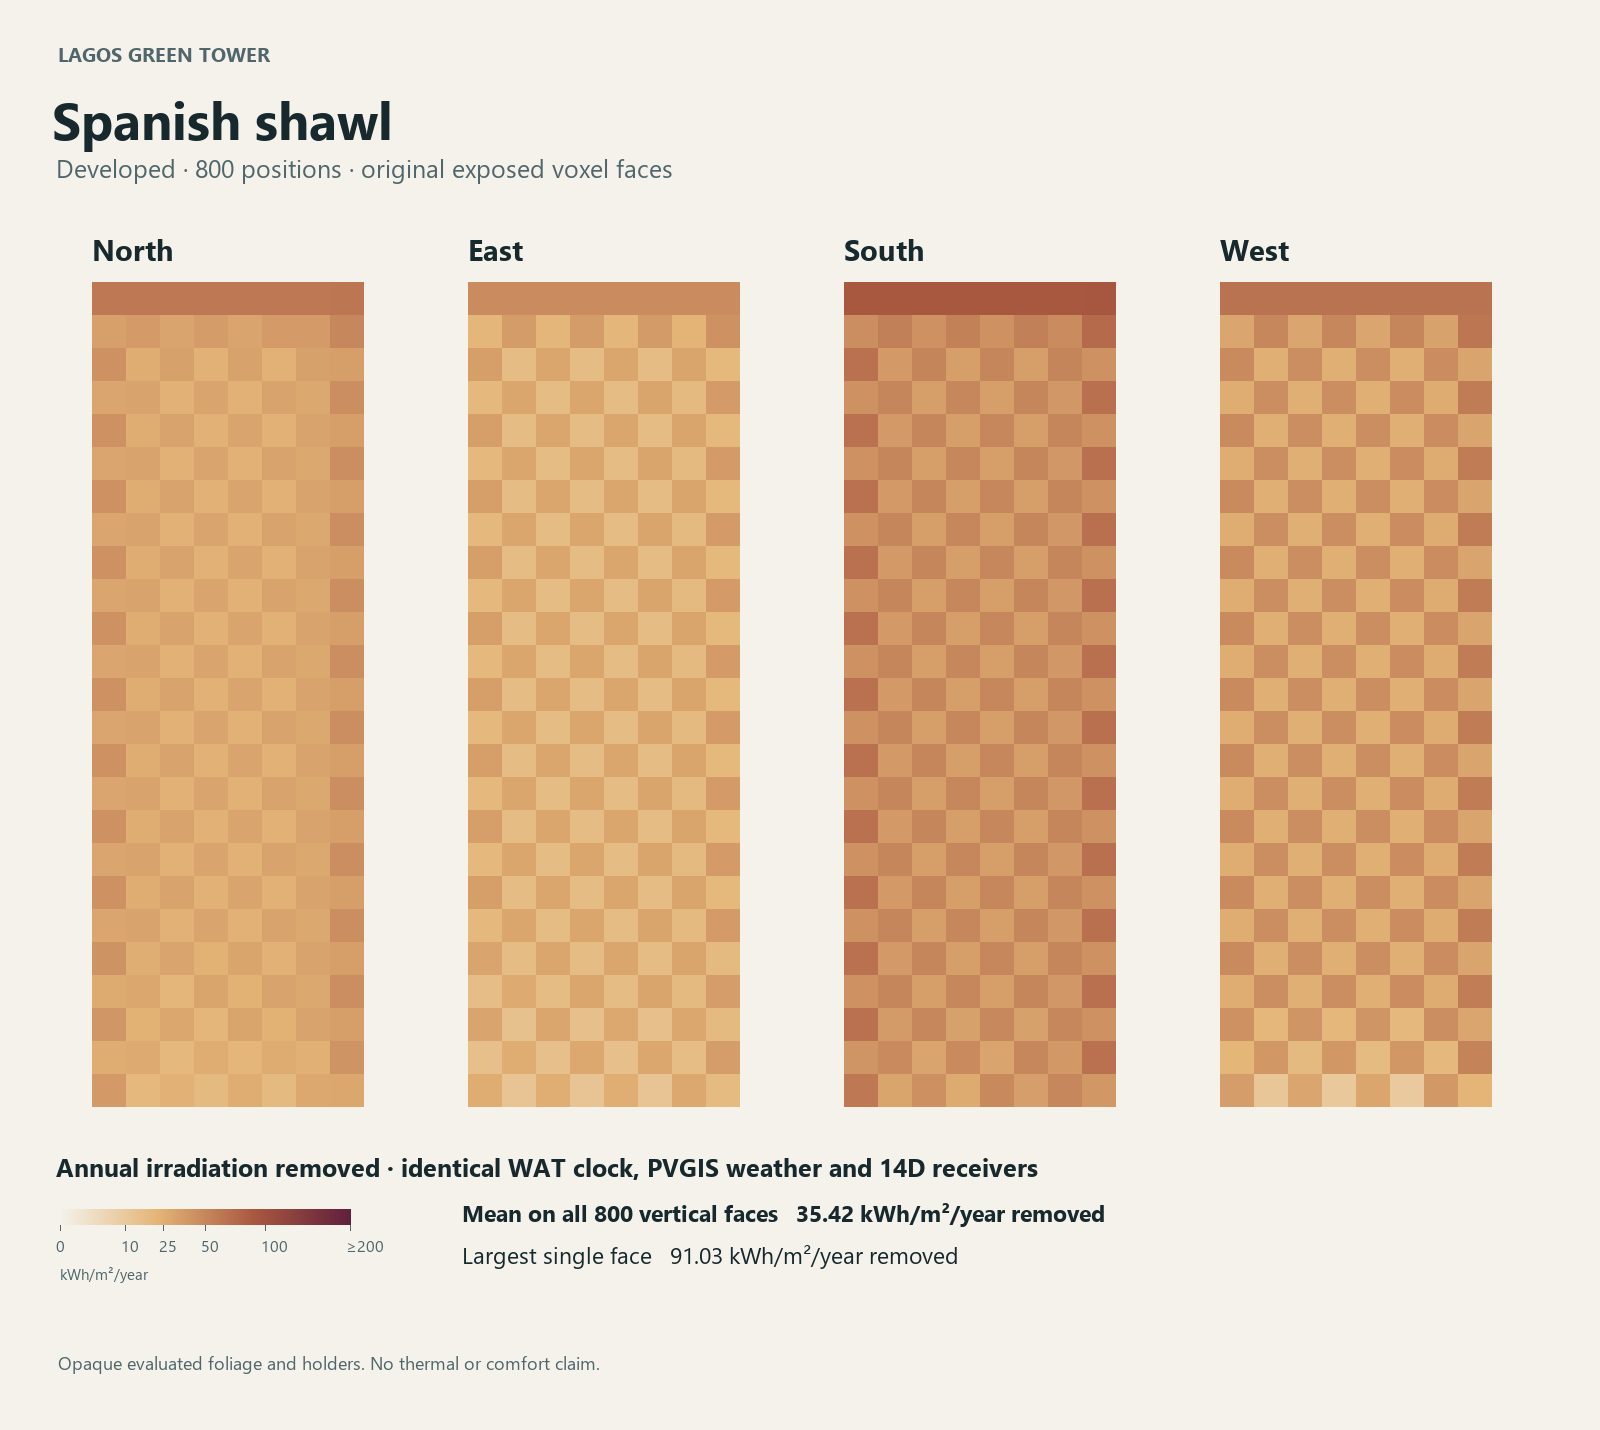 LAGOS GREEN TOWER
Spanish shawl
Developed · 800 positions · original exposed voxel faces
North East South West
Annual irradiation removed · identical WAT clock, PVGIS weather and 14D receivers
Mean on all 800 vertical faces 35.42 kWh/m²/year removed
0 10 25 50 100 ≥200
Largest single face 91.03 kWh/m²/year removed
kWh/m²/year
Opaque evaluated foliage and holders. No thermal or comfort claim.